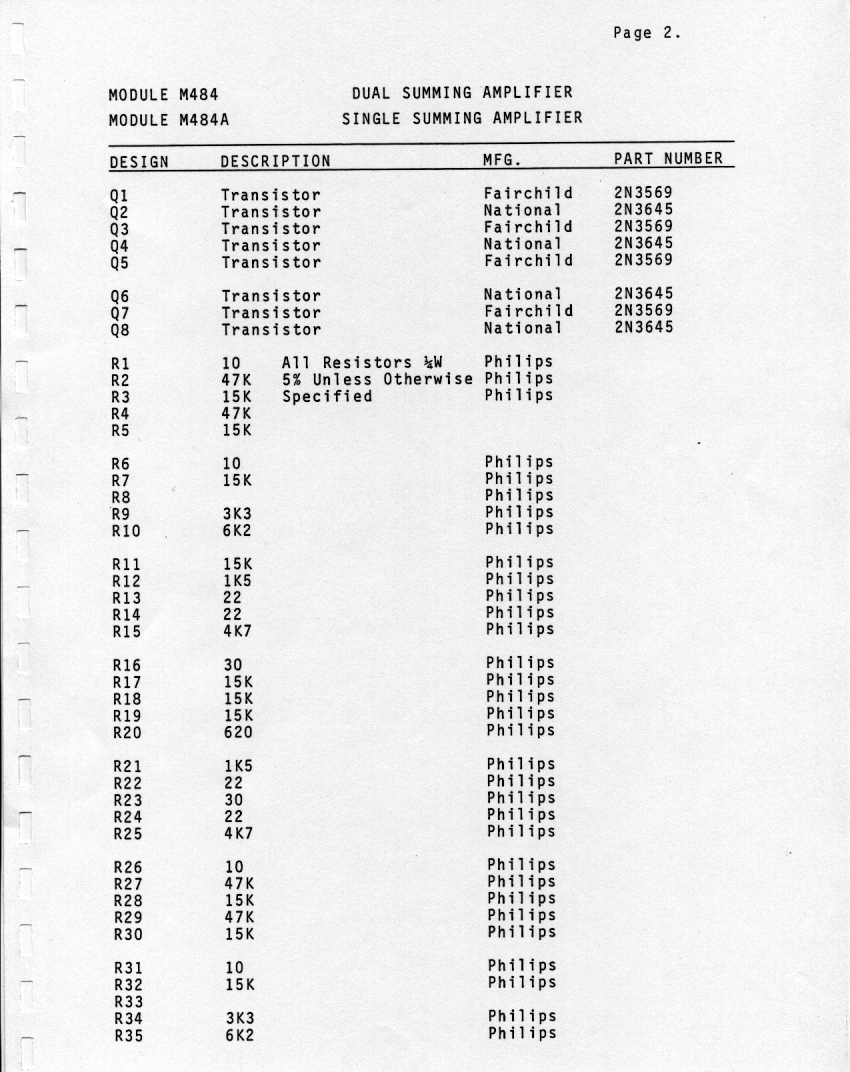 Page 2.
MODULE M484 DUAL SUMMING AMPLIFIER
MODULE M484A SINGLE SUMMING AMPLIFIER
DESIGN DESCRIPTION MFG. PART NUMBER
Q1 Transistor Fairchild 2N3569
Q2 Transistor National 2N3645
Q3 Transistor Fairchild 2N3569
Q4 Transistor National 2N3645
Q5 Transistor Fairchild 2N3569
Q6 Transistor National 2N3645
Q7 Transistor Fairchild 2N3569
Q8 Transistor National 2N3645
R1 10 All Resistors ¼W Philips
R2 47K 5% Unless Otherwise Philips
R3 15K Specified Philips
R4 47K
R5 15K
R6 10 Philips
R7 15K Philips
R8 Philips
R9 3K3 Philips
R10 6K2 Philips
R11 15K Philips
R12 1K5 Philips
R13 22 Philips
R14 22 Philips
R15 4K7 Philips
R16 30 Philips
R17 15K Philips
R18 15K Philips
R19 15K Philips
R20 620 Philips
R21 1K5 Philips
R22 22 Philips
R23 30 Philips
R24 22 Philips
R25 4K7 Philips
R26 10 Philips
R27 47K Philips
R28 15K Philips
R29 47K Philips
R30 15K Philips
R31 10 Philips
R32 15K Philips
R33
R34 3K3 Philips
R35 6K2 Philips